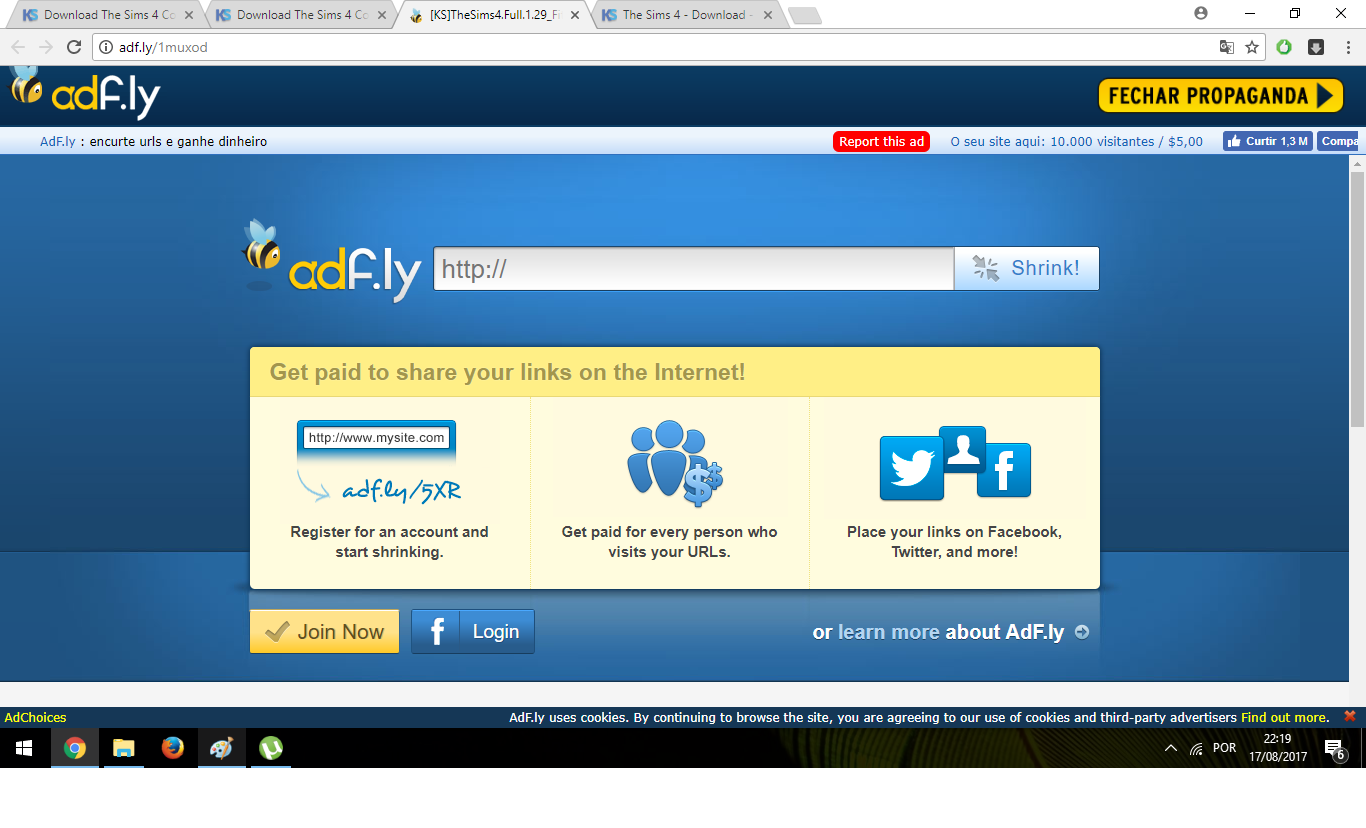 KS Download The Sims 4 Co
KS Download The Sims 4 Co
[KS]TheSims4.Full.1.29_F
KS The Sims 4 - Download -
adf.ly/1muxod
adf.ly
FECHAR PROPAGANDA
AdF.ly : encurte urls e ganhe dinheiro
Report this ad
O seu site aqui: 10.000 visitantes / $5,00
Curtir 1,3 M
Compa
adf.ly
http://
Shrink!
Get paid to share your links on the Internet!
http://www.mysite.com
adf.ly/5XR
Register for an account and
start shrinking.
Get paid for every person who
visits your URLs.
Place your links on Facebook,
Twitter, and more!
Join Now
f
Login
or learn more about AdF.ly
AdChoices
AdF.ly uses cookies. By continuing to browse the site, you are agreeing to our use of cookies and third-party advertisers Find out more.
POR
22:19
17/08/2017
6